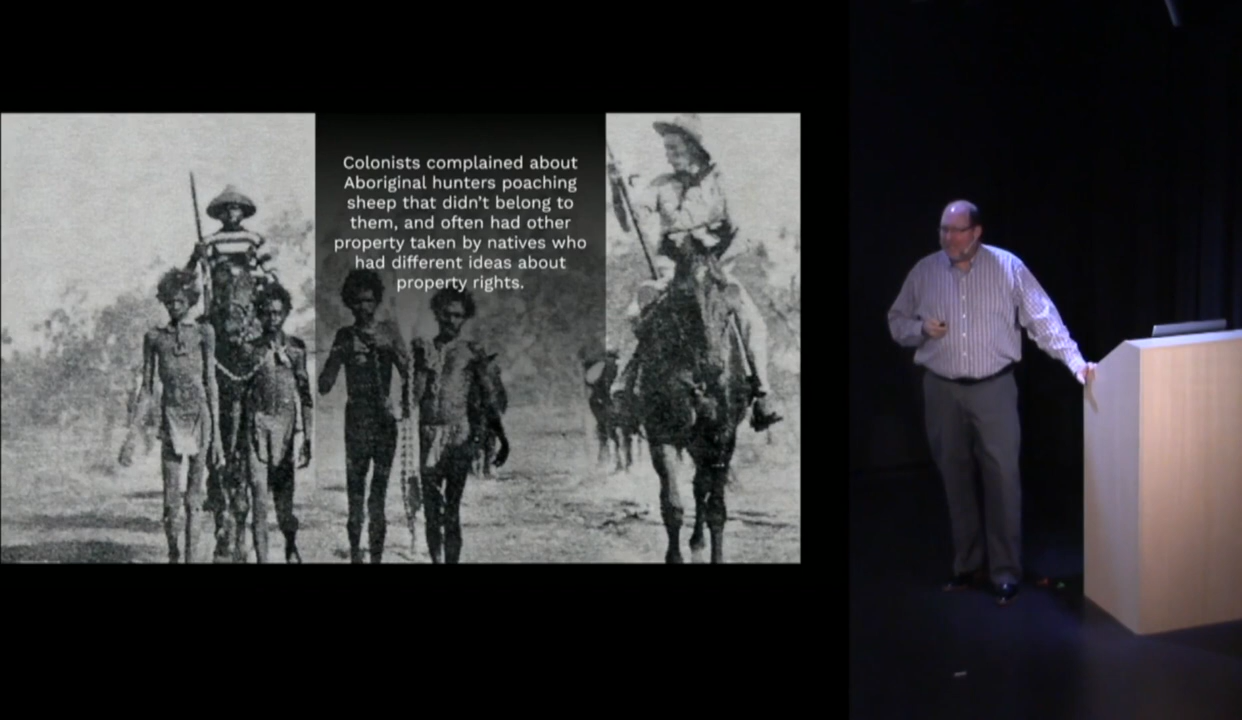 Colonists complained about
Aboriginal hunters poaching
sheep that didn't belong to
them, and often had other
property taken by natives who
had different ideas about
property rights.